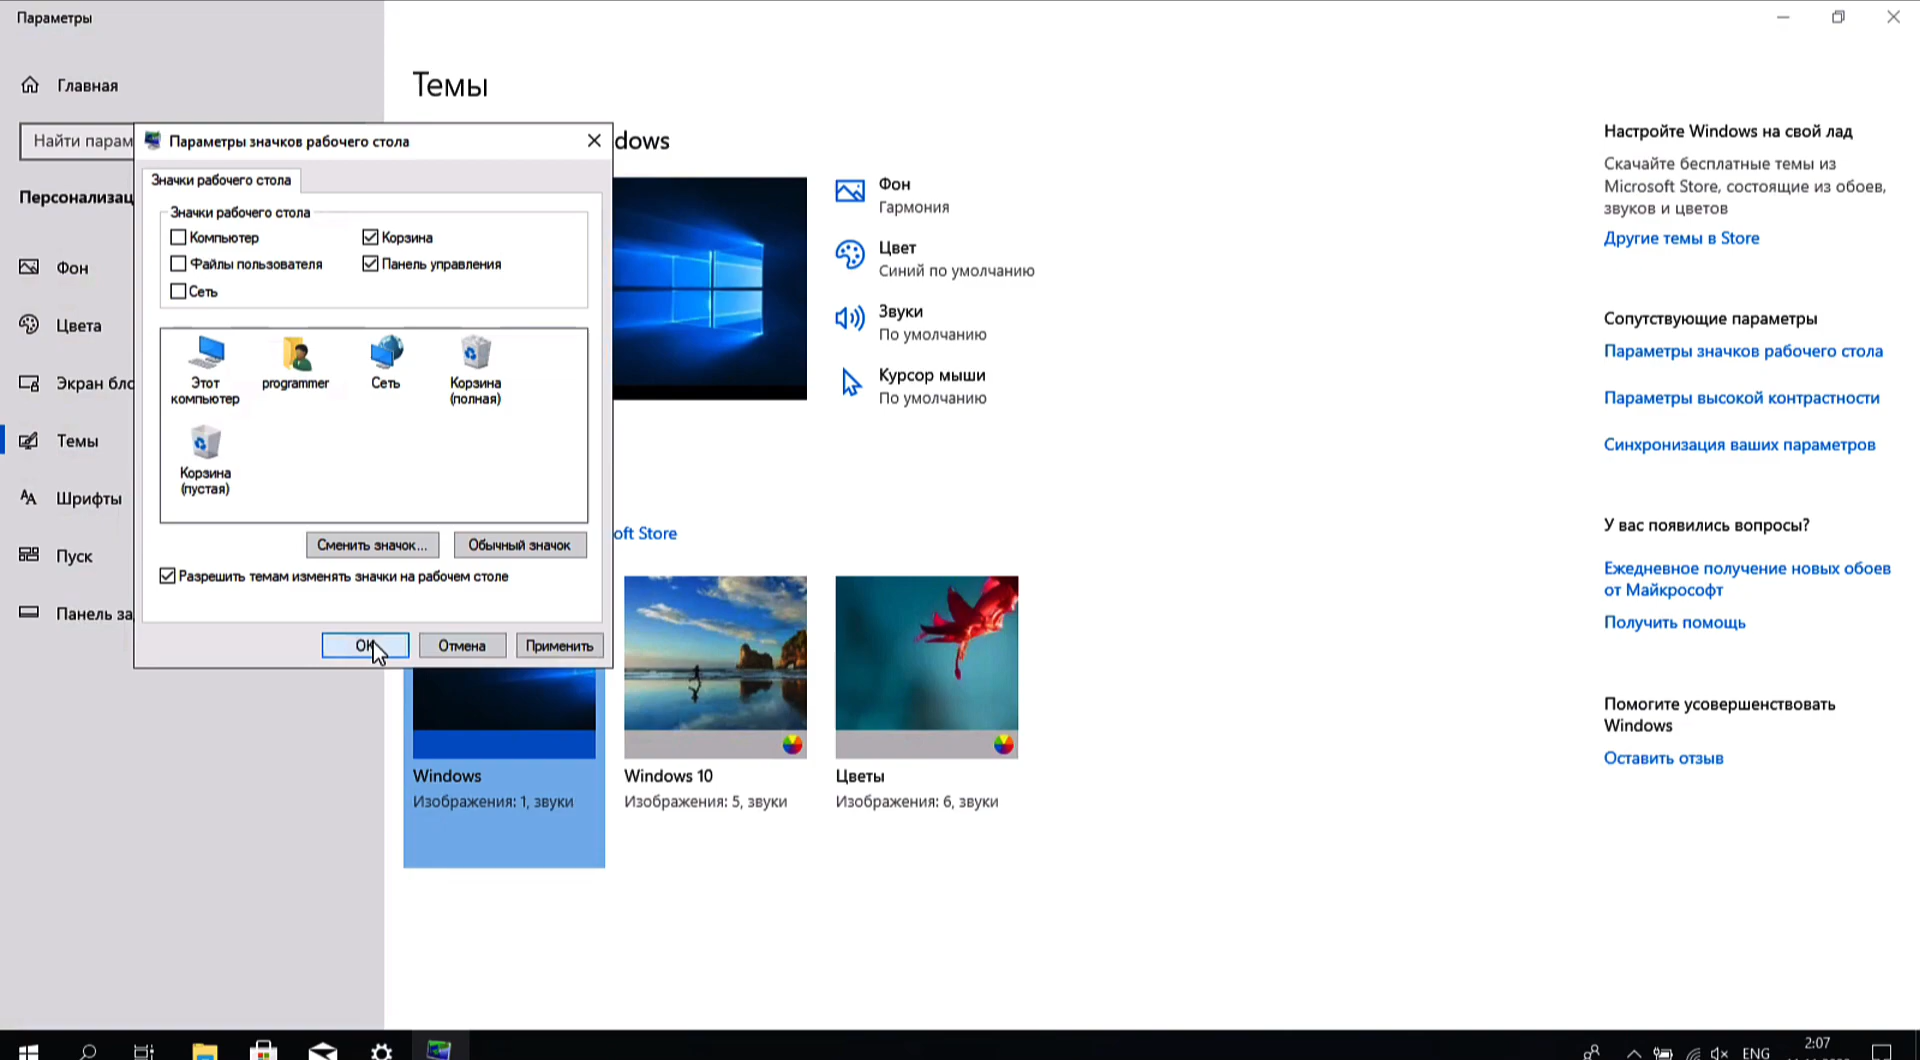 Параметры
Главная
Найти парам
Персонализац
Фон
Цвета
Экран бло
Темы
Шрифты
Пуск
Панель за
Параметры значков рабочего стола
Значки рабочего стола
Значки рабочего стола
Компьютер
Корзина
Файлы пользователя
Панель управления
Сеть
Этот
компьютер
programmer
Сеть
Корзина
(полная)
Корзина
(пустая)
Сменить значок...
Обычный значок
Разрешить темам изменять значки на рабочем столе
ОК
Отмена
Применить
Темы
dows
Фон
Гармония
Цвет
Синий по умолчанию
Звуки
По умолчанию
Курсор мыши
По умолчанию
oft Store
Windows
Изображения: 1, звуки
Windows 10
Изображения: 5, звуки
Цветы
Изображения: 6, звуки
Настройте Windows на свой лад
Скачайте бесплатные темы из
Microsoft Store, состоящие из обоев,
звуков и цветов
Другие темы в Store
Сопутствующие параметры
Параметры значков рабочего стола
Параметры высокой контрастности
Синхронизация ваших параметров
У вас появились вопросы?
Ежедневное получение новых обоев
от Майкрософт
Получить помощь
Помогите усовершенствовать
Windows
Оставить отзыв
ENG
2:07